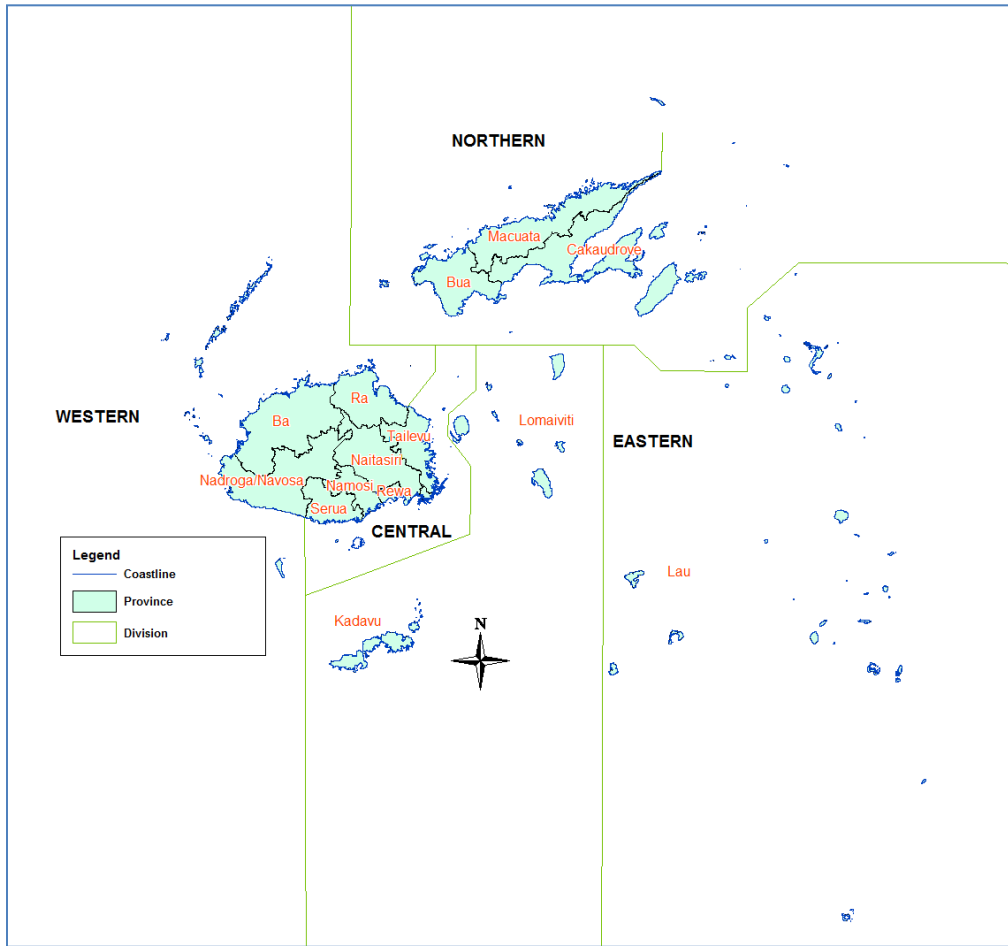 NORTHERN
Macuata
Cakaudrove
Bua
WESTERN
Ra
Ba
Lomaiviti
Tailevu
EASTERN
Naitasiri
Nadroga/Navosa
Namosi
Rewa
Serua
CENTRAL
Legend
Coastline
Province
Division
Lau
Kadavu
N